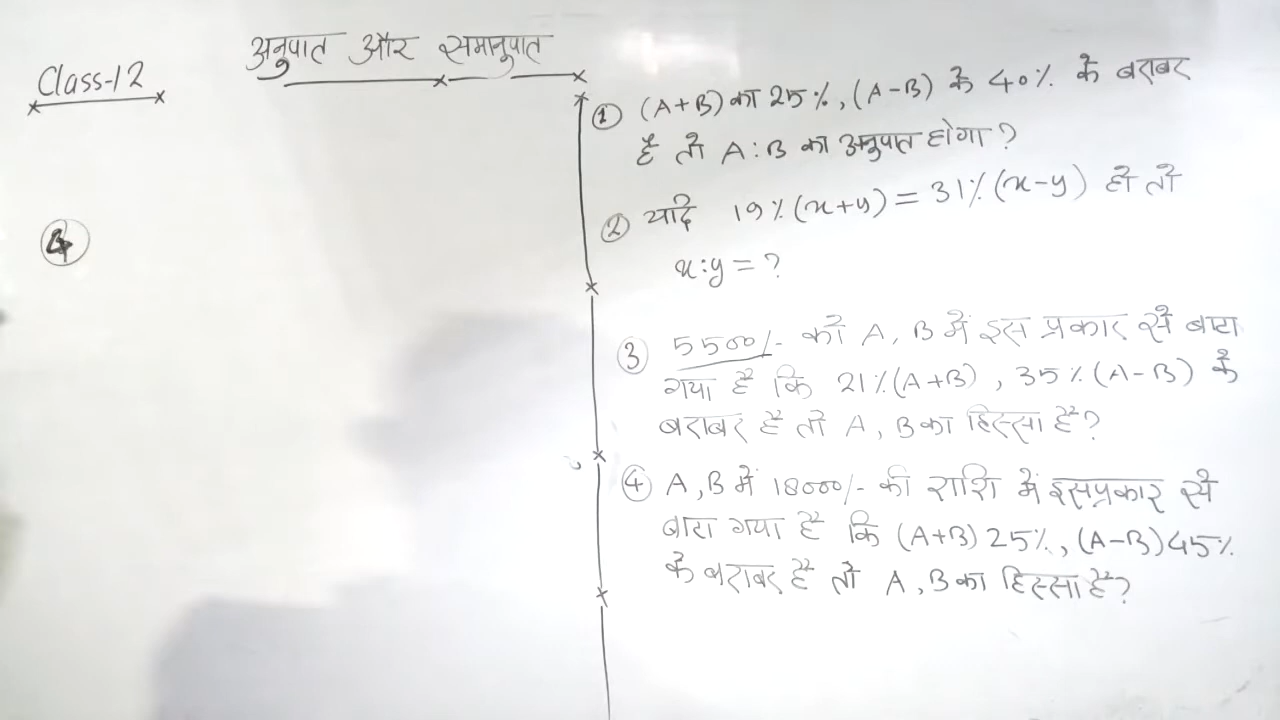 अनुपात और समानुपात
Class-12
④
① (A+B) का 25%, (A-B) के 40% के बराबर
है तो A:B का अनुपात होगा?
② यादि 19%(x+y) = 31%(x-y) हो तो
x:y = ?
③ 5500/- को A, B में इस प्रकार से बाटा
गया है कि 21%(A+B), 35%(A-B) के
बराबर है तो A, B का हिस्सा है?
④ A, B में 18000/- की राशि में इसप्रकार से
बाटा गया है कि (A+B) 25%, (A-B) 45%
के बराबर है तो A, B का हिस्सा है?